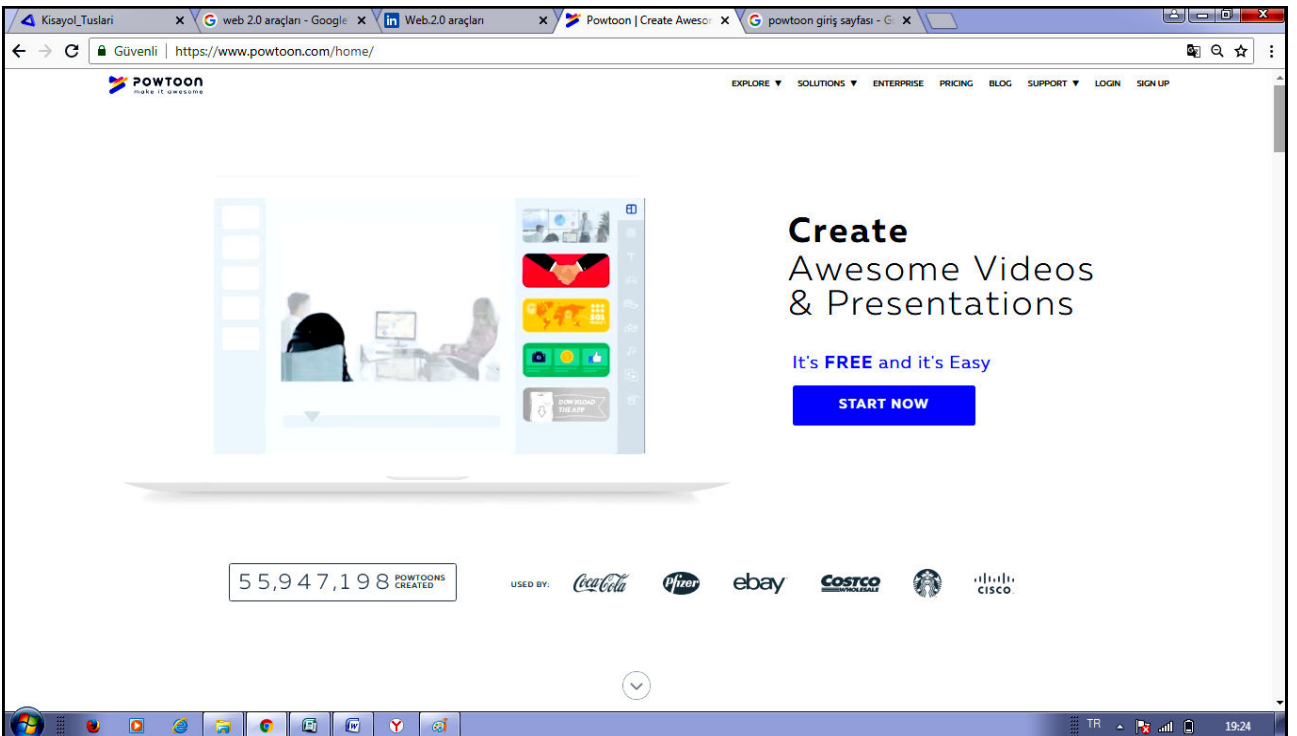 Kisayol_Tuslari
web 2.0 araçları - Google
Web.2.0 araçları
Powtoon | Create Awesor
powtoon giriş sayfası - G
Güvenli | https://www.powtoon.com/home/
POWTOON
make it awesome
EXPLORE ▼ SOLUTIONS ▼ ENTERPRISE PRICING BLOG SUPPORT ▼ LOGIN SIGN UP
Create
Awesome Videos
& Presentations
It's FREE and it's Easy
START NOW
SOS
DOWNLOAD
THE APP
55,947,198 POWTOONS
CREATED
USED BY: Coca-Cola Pfizer ebay COSTCO
WHOLESALE
CISCO
TR 19:24